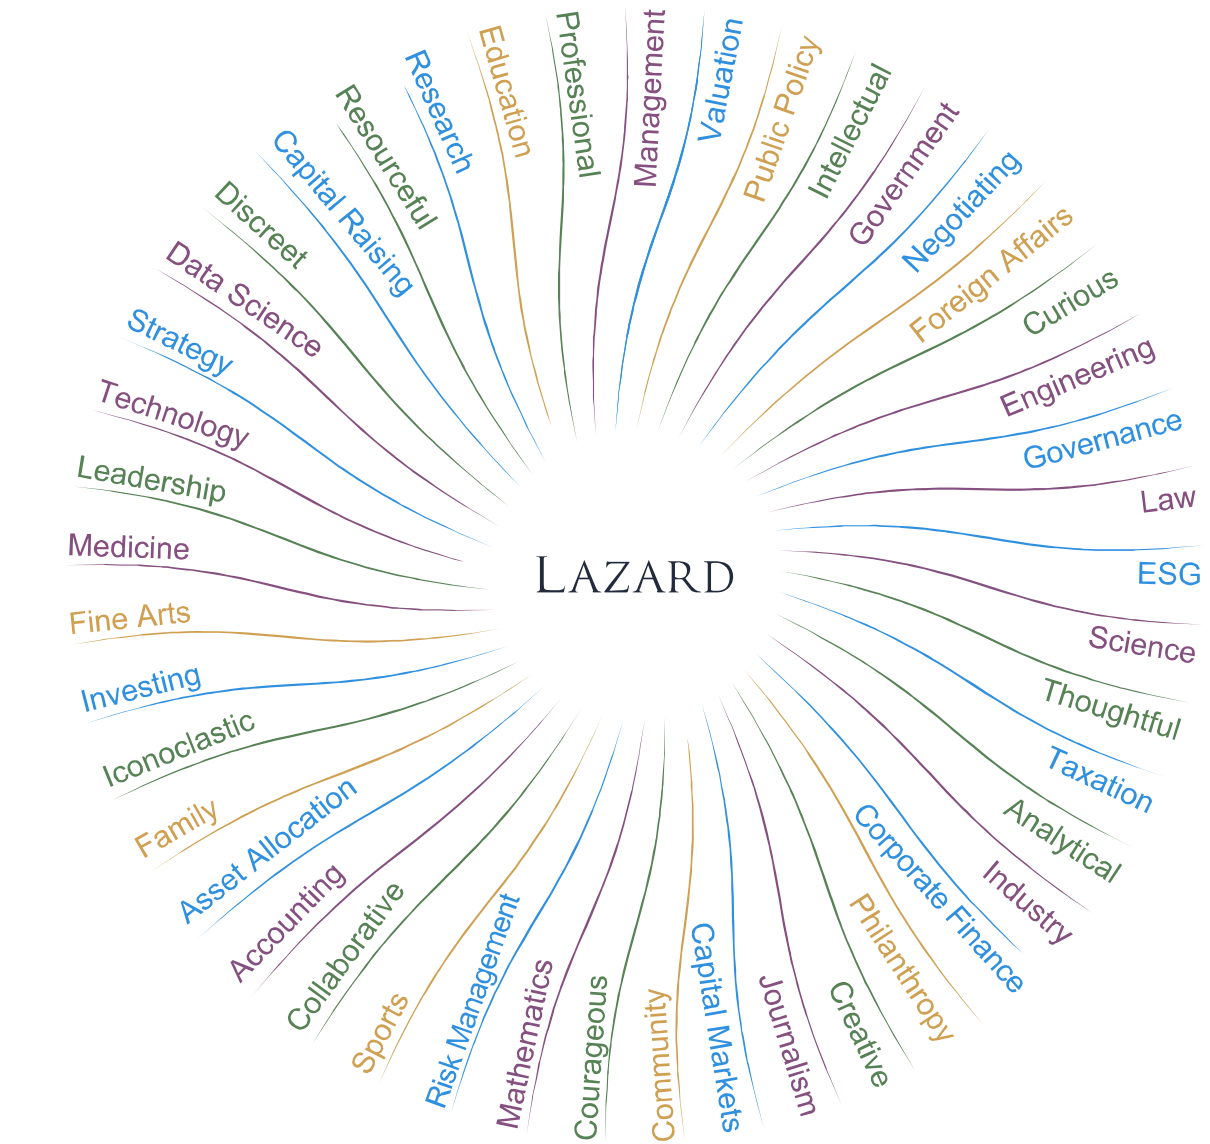 Management
Valuation
Public Policy
Intellectual
Government
Negotiating
Foreign Affairs
Curious
Engineering
Governance
Law
ESG
Science
Thoughtful
Taxation
Analytical
Industry
Corporate Finance
Philanthropy
Creative
Journalism
Capital Markets
Community
Courageous
Mathematics
Risk Management
Sports
Collaborative
Accounting
Asset Allocation
Family
Iconoclastic
Investing
Fine Arts
Medicine
Leadership
Technology
Strategy
Data Science
Discreet
Capital Raising
Resourceful
Research
Education
Professional
LAZARD